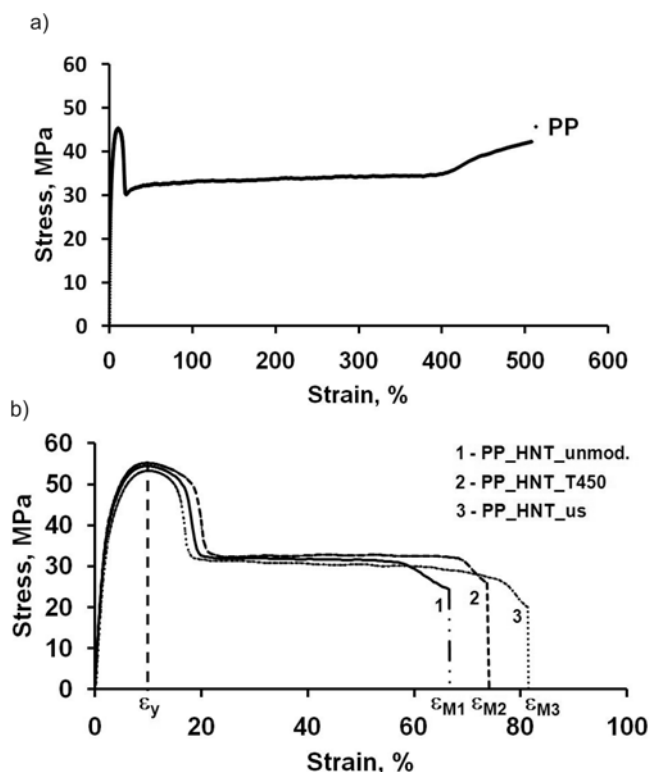 a)
60
50
40
30
20
10
0
Stress, MPa
PP
0 100 200 300 400 500 600
Strain, %
b)
60
50
40
30
20
10
0
Stress, MPa
1 - PP_HNT_unmod.
2 - PP_HNT_T450
3 - PP_HNT_us
1 2 3
0 εy 20 40 60 εM1 εM2 80 εM3 100
Strain, %